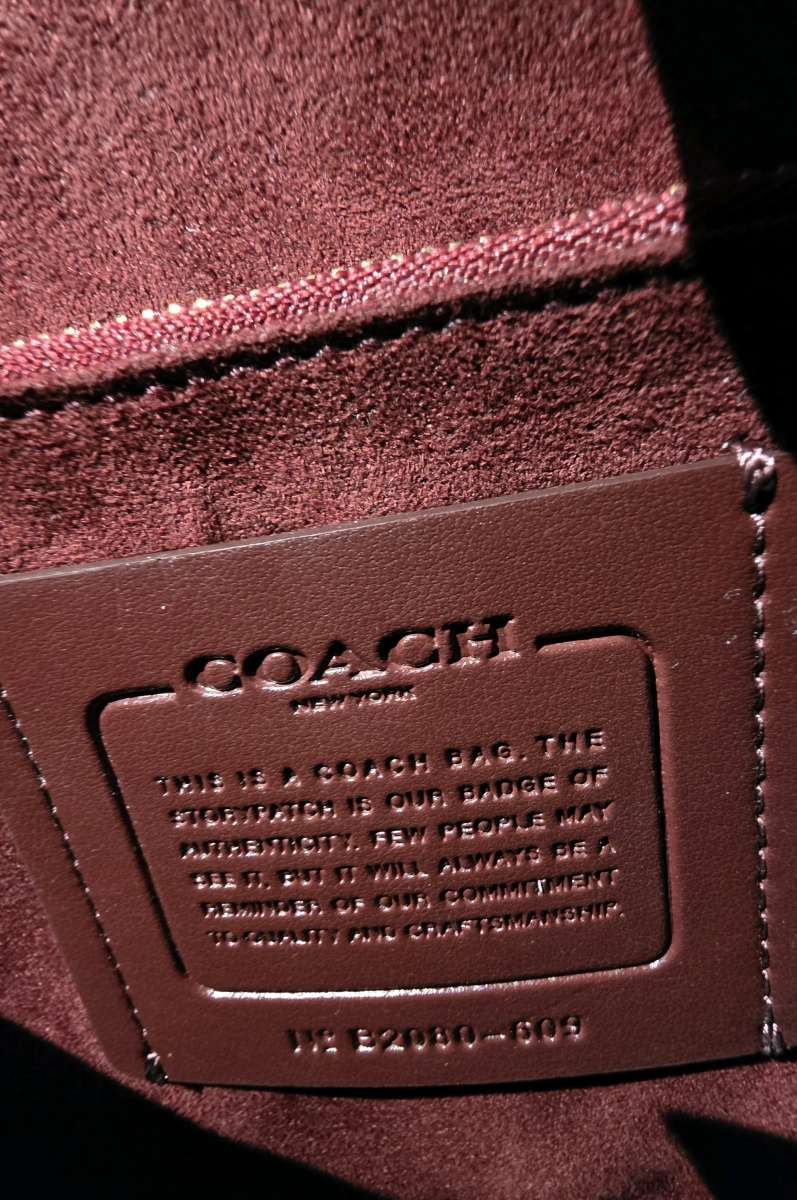 COACH
NEW YORK
THIS IS A COACH BAG. THE
STORYPATCH IS OUR BADGE OF
AUTHENTICITY. FEW PEOPLE MAY
SEE IT, BUT IT WILL ALWAYS BE A
REMINDER OF OUR COMMITMENT
TO QUALITY AND CRAFTSMANSHIP.
Nº B2080-609